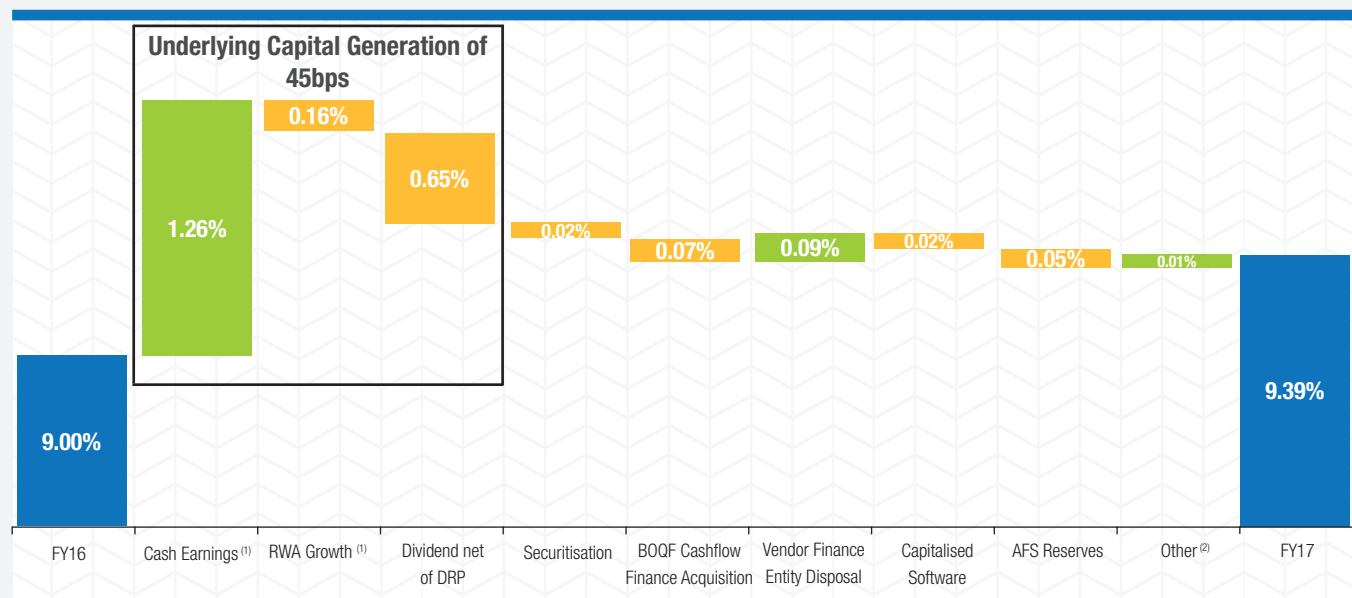 Underlying Capital Generation of
45bps
0.16%
0.65%
1.26%
0.02%
0.07%
0.09%
0.02%
0.05%
0.01%
9.00%
9.39%
FY16
Cash Earnings (1)
RWA Growth (1)
Dividend net
of DRP
Securitisation
BOQF Cashflow
Finance Acquisition
Vendor Finance
Entity Disposal
Capitalised
Software
AFS Reserves
Other (2)
FY17